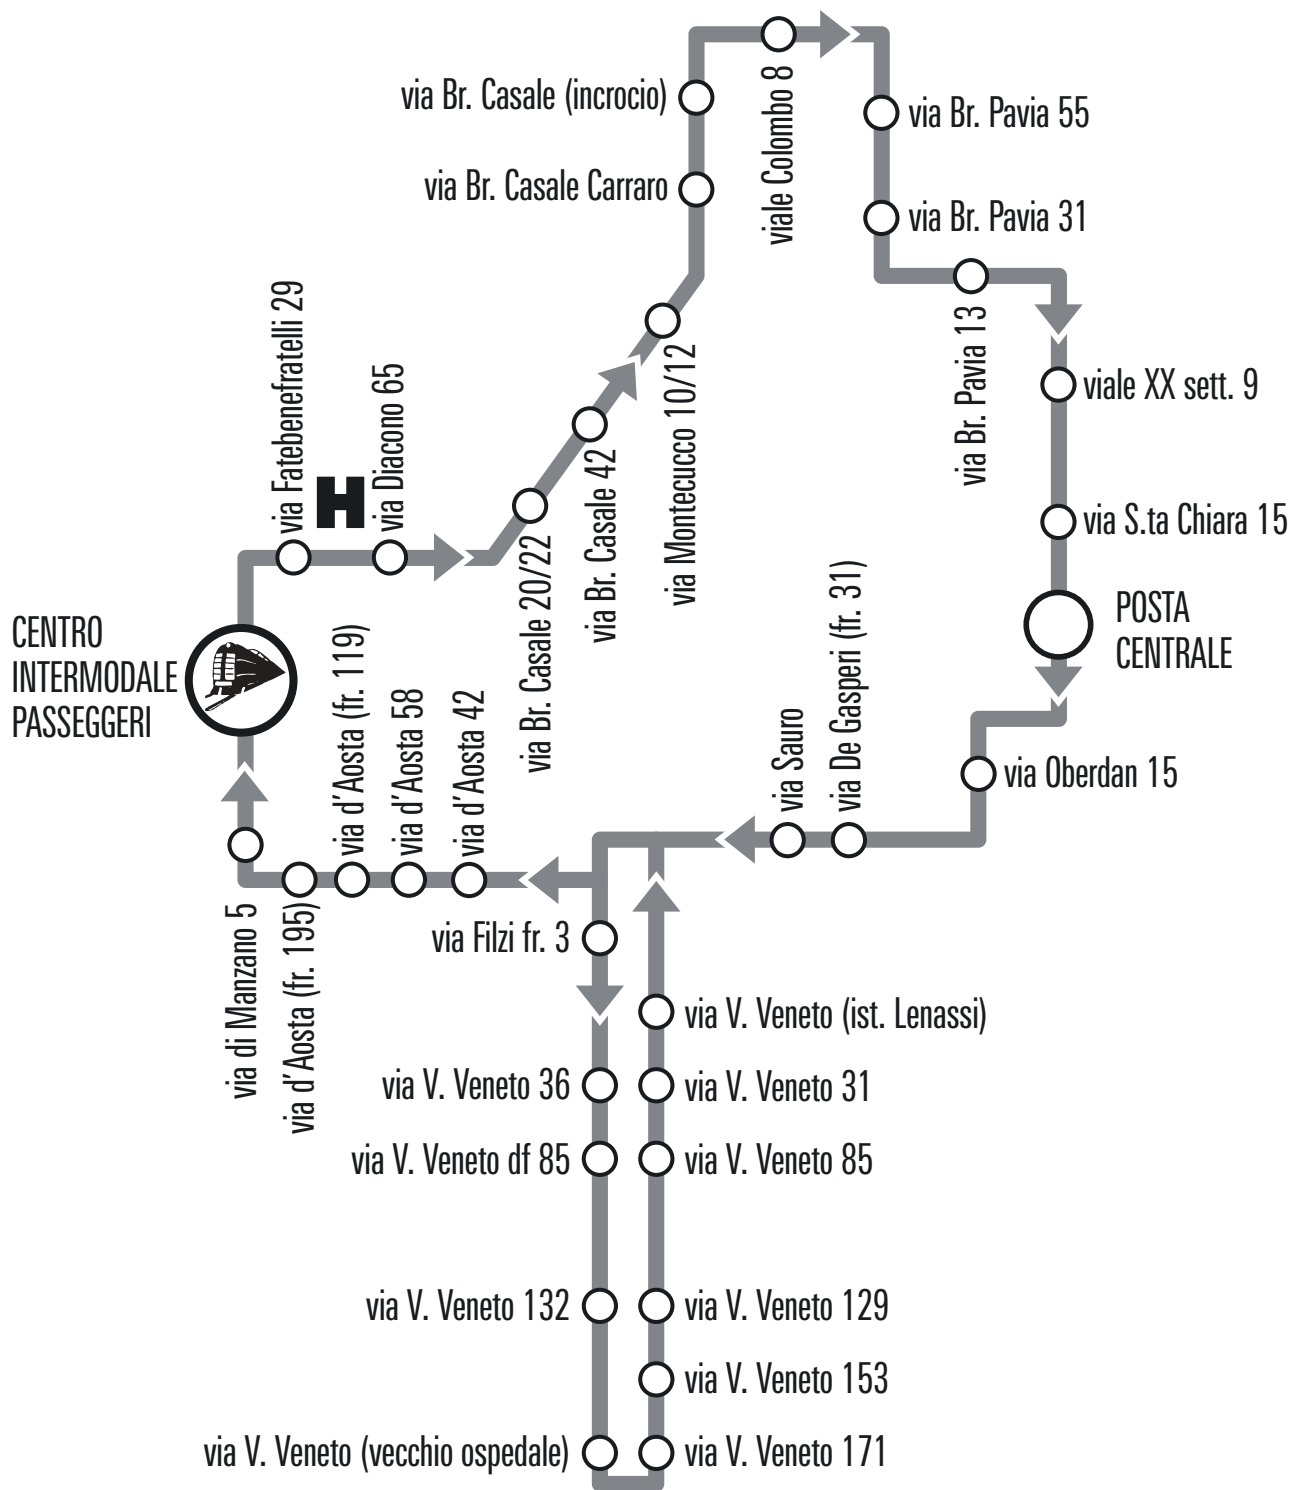 via Br. Casale (incrocio)
via Br. Casale Carraro
viale Colombo 8
via Br. Pavia 55
via Br. Pavia 31
via Br. Pavia 13
viale XX sett. 9
via S.ta Chiara 15
POSTA
CENTRALE
via Oberdan 15
via De Gasperi (fr. 31)
via Sauro
via Fatebenefratelli 29
H
via Diacono 65
via Br. Casale 20/22
via Br. Casale 42
via Montecucco 10/12
CENTRO
INTERMODALE
PASSEGGERI
via di Manzano 5
via d'Aosta (fr. 195)
via d'Aosta (fr. 119)
via d'Aosta 58
via d'Aosta 42
via Filzi fr. 3
via V. Veneto (ist. Lenassi)
via V. Veneto 36
via V. Veneto 31
via V. Veneto df 85
via V. Veneto 85
via V. Veneto 132
via V. Veneto 129
via V. Veneto 153
via V. Veneto (vecchio ospedale)
via V. Veneto 171